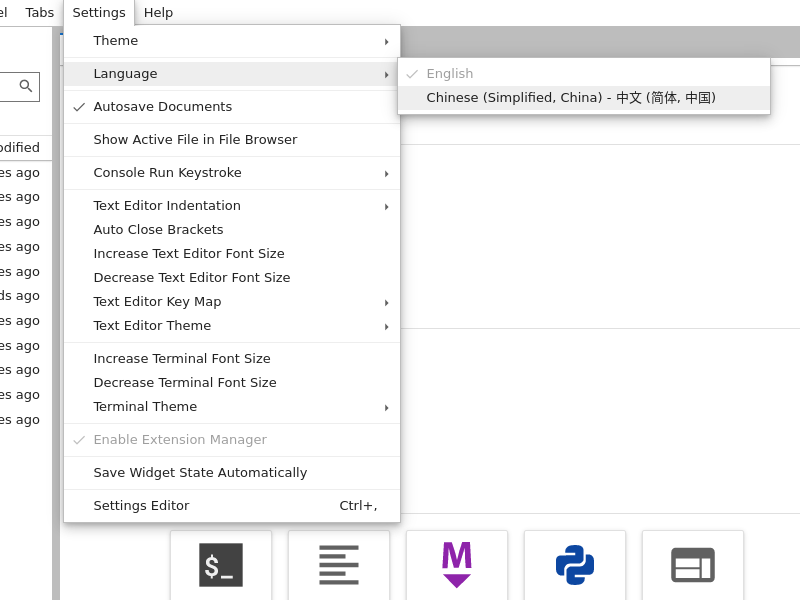 el Tabs Settings Help
Theme
Language
English
Chinese (Simplified, China) - 中文 (简体, 中国)
Autosave Documents
Show Active File in File Browser
odified
Console Run Keystroke
es ago
es ago
Text Editor Indentation
es ago
Auto Close Brackets
es ago
Increase Text Editor Font Size
es ago
Decrease Text Editor Font Size
ds ago
Text Editor Key Map
es ago
Text Editor Theme
es ago
Increase Terminal Font Size
es ago
Decrease Terminal Font Size
es ago
Terminal Theme
es ago
Enable Extension Manager
Save Widget State Automatically
Settings Editor Ctrl+,
$_
M